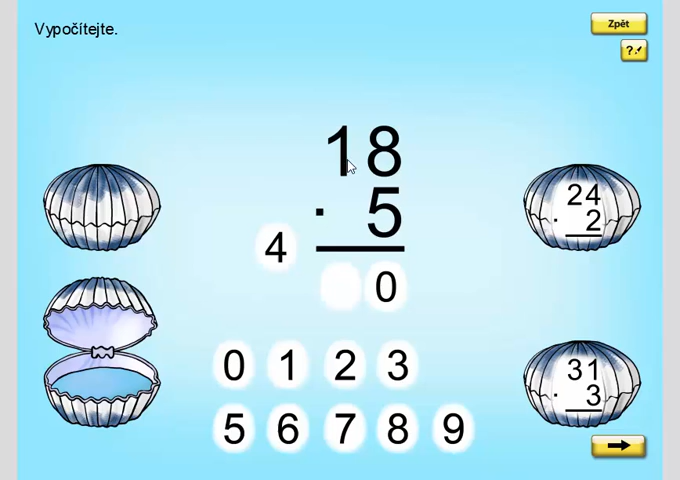 Vypočítejte.
Zpět
?✓
18
· 5
4
0
24
· 2
31
· 3
0 1 2 3
5 6 7 8 9